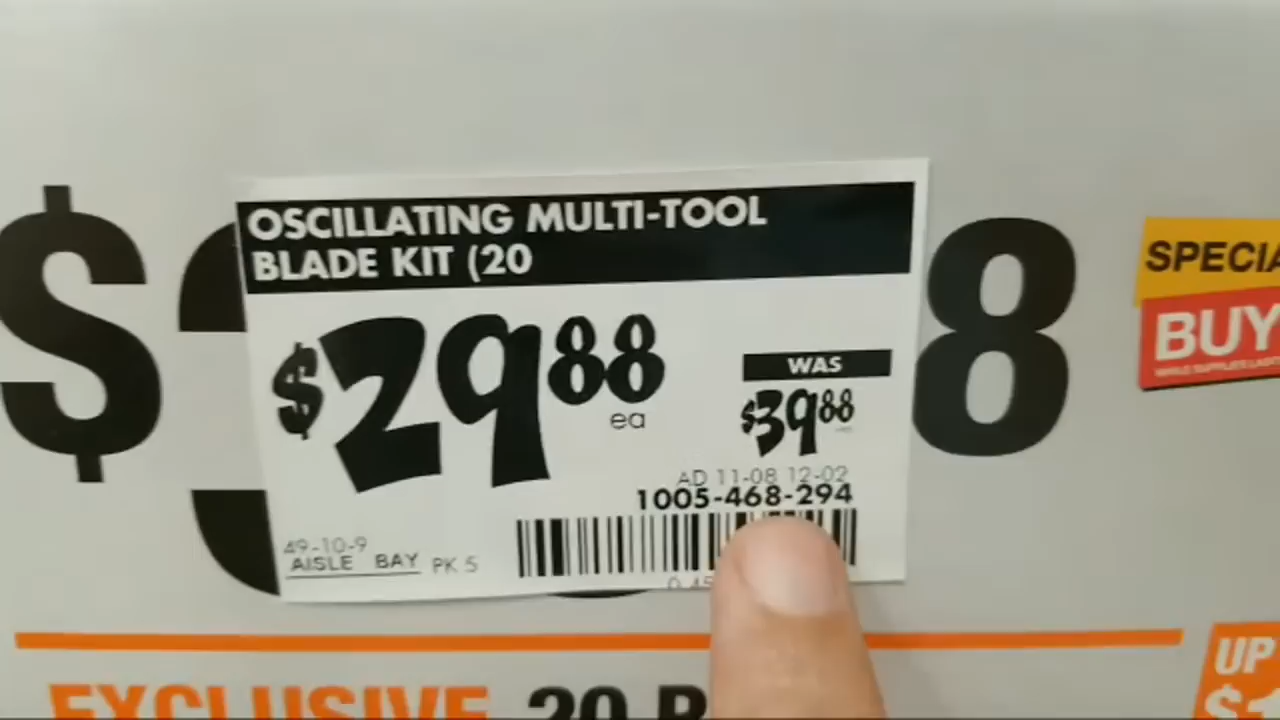 OSCILLATING MULTI-TOOL
BLADE KIT (20
$29 88
ea
WAS
$39 88
AD 11-08 12-02
1005-468-294
49-10-9
AISLE BAY PK 5
$ 8
BUY
EXCLUSIVE 20
UP